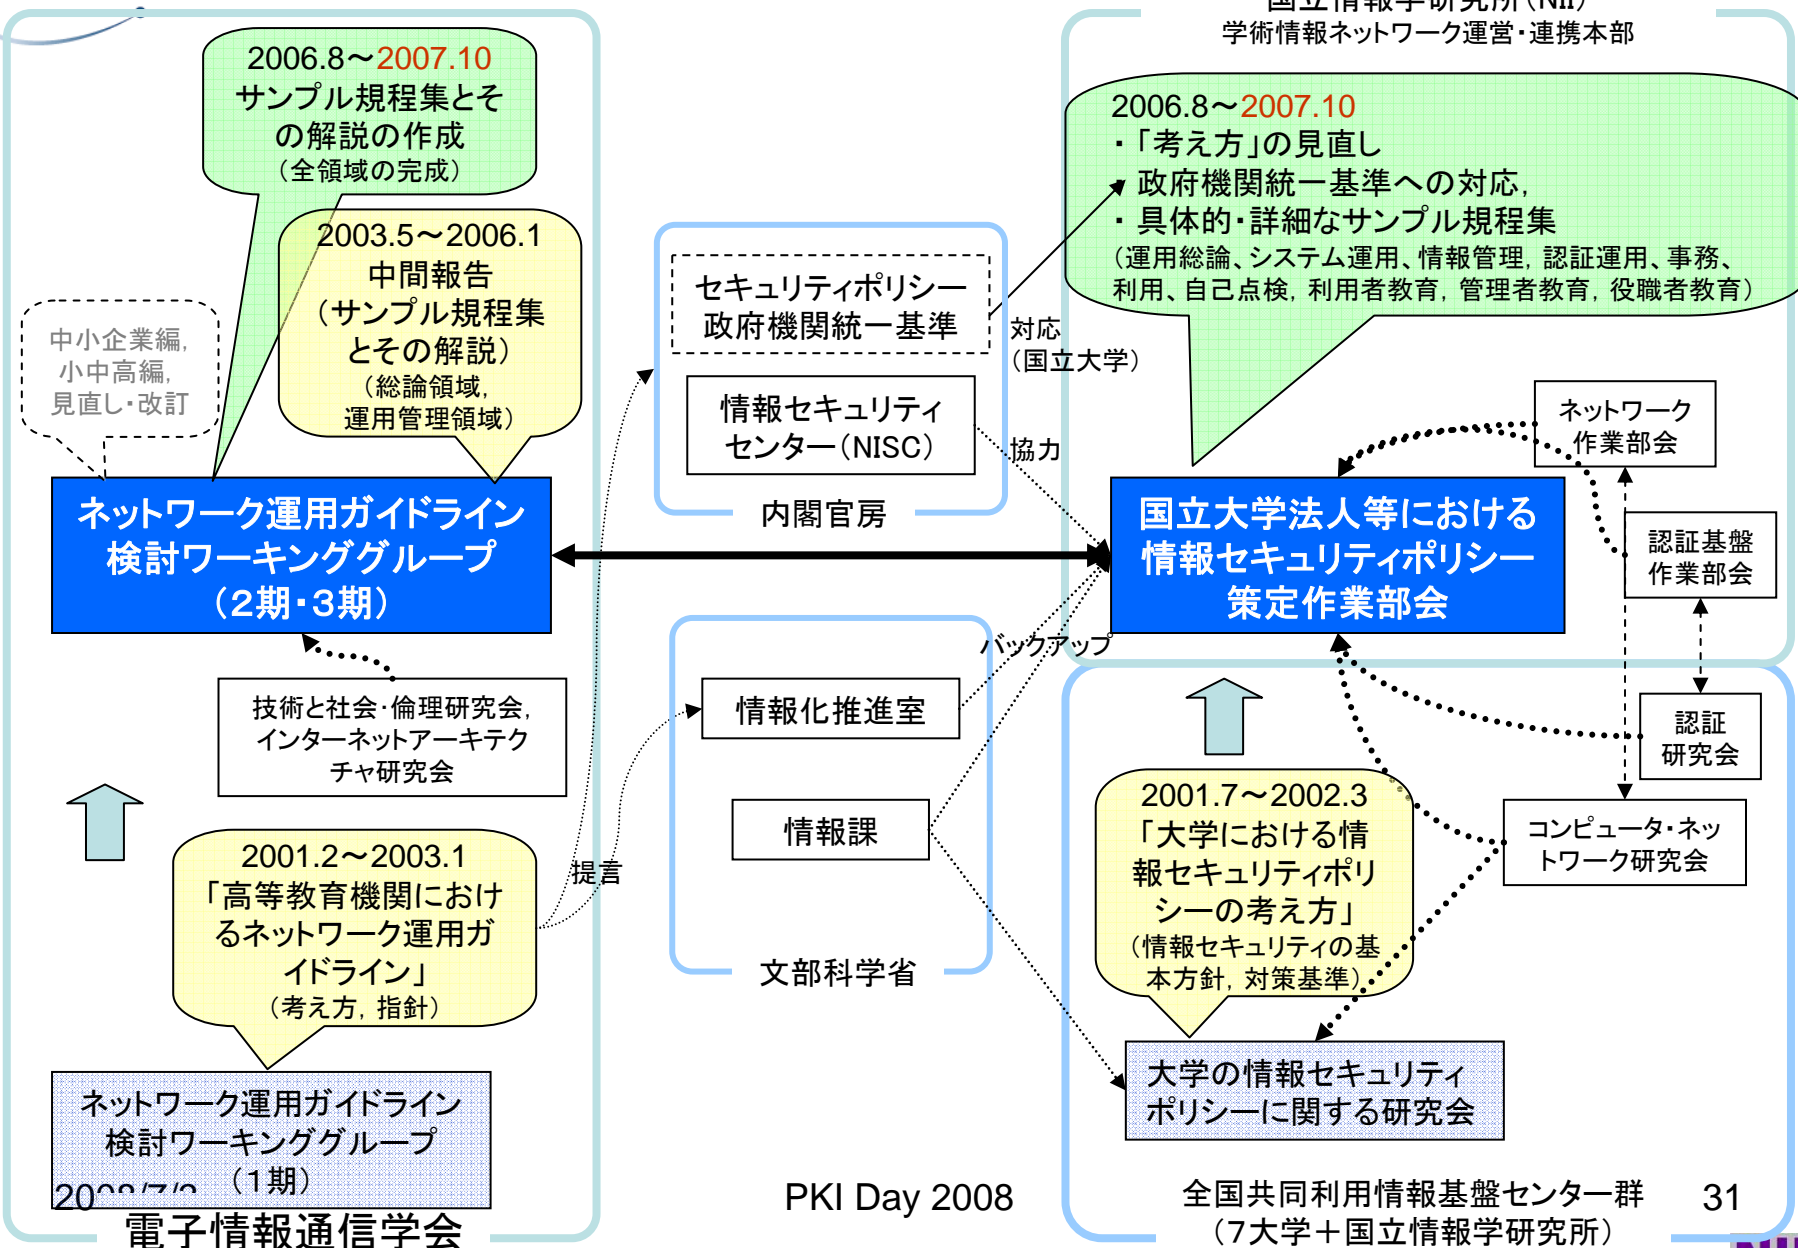 国立情報学研究所（NII）
学術情報ネットワーク運営・連携本部
2006.8～2007.10
サンプル規程集とそ
の解説の作成
（全領域の完成）
2003.5～2006.1
中間報告
（サンプル規程集
とその解説）
（総論領域，
運用管理領域）
中小企業編，
小中高編，
見直し・改訂
ネットワーク運用ガイドライン
検討ワーキンググループ
（２期・３期）
技術と社会・倫理研究会，
インターネットアーキテク
チャ研究会
2001.2～2003.1
「高等教育機関におけ
るネットワーク運用ガ
イドライン」
（考え方，指針）
ネットワーク運用ガイドライン
検討ワーキンググループ
（１期）
電子情報通信学会
セキュリティポリシー
政府機関統一基準
情報セキュリティ
センター（NISC）
内閣官房
対応
（国立大学）
協力
バックアップ
提言
情報化推進室
情報課
文部科学省
2006.8～2007.10
・「考え方」の見直し
・ 政府機関統一基準への対応，
・ 具体的・詳細なサンプル規程集
（運用総論、システム運用、情報管理，認証運用、事務、
利用、自己点検，利用者教育，管理者教育，役職者教育）
国立大学法人等における
情報セキュリティポリシー
策定作業部会
ネットワーク
作業部会
認証基盤
作業部会
認証
研究会
コンピュータ・ネッ
トワーク研究会
2001.7～2002.3
「大学における情
報セキュリティポリ
シーの考え方」
（情報セキュリティの基
本方針，対策基準）
大学の情報セキュリティ
ポリシーに関する研究会
全国共同利用情報基盤センター群
（７大学＋国立情報学研究所）
PKI Day 2008
31